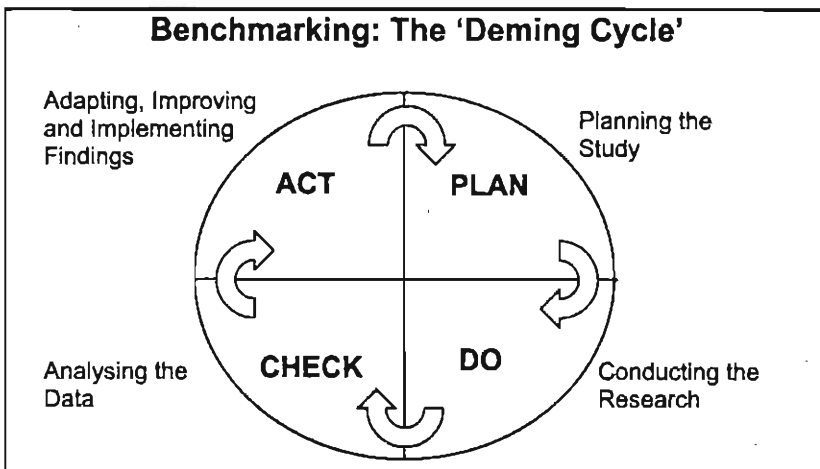 Benchmarking: The 'Deming Cycle'
Adapting, Improving
and Implementing
Findings
Planning the
Study
ACT
PLAN
CHECK
DO
Analysing the
Data
Conducting the
Research